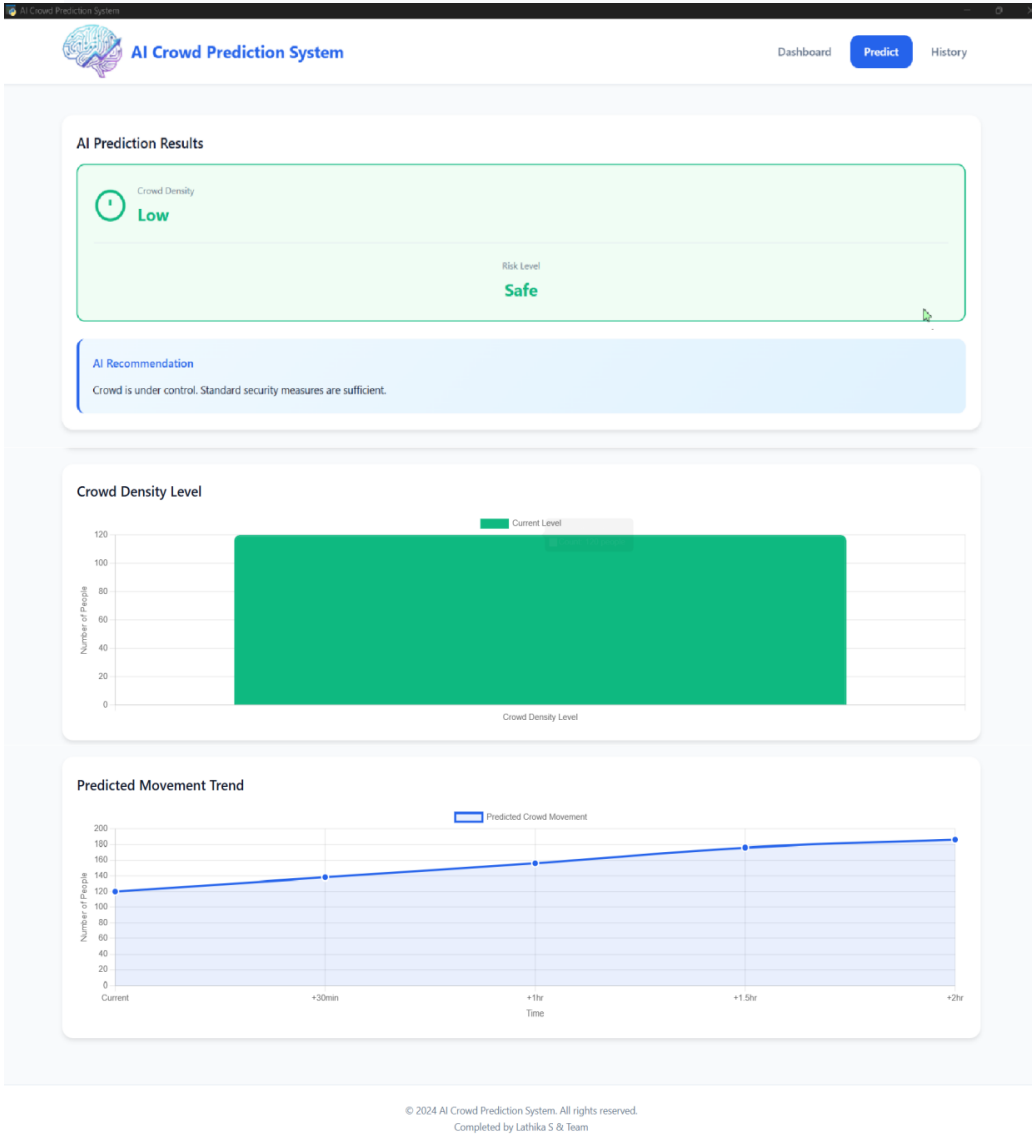 AI Crowd Prediction System
AI Crowd Prediction System
Dashboard
Predict
History
AI Prediction Results
Crowd Density
Low
Risk Level
Safe
AI Recommendation
Crowd is under control. Standard security measures are sufficient.
Crowd Density Level
Current Level
120
100
80
60
40
20
0
Number of People
Crowd Density Level
Predicted Movement Trend
Predicted Crowd Movement
200
180
160
140
120
100
80
60
40
20
0
Number of People
Current
+30min
+1hr
+1.5hr
+2hr
Time
© 2024 AI Crowd Prediction System. All rights reserved.
Completed by Lathika S & Team